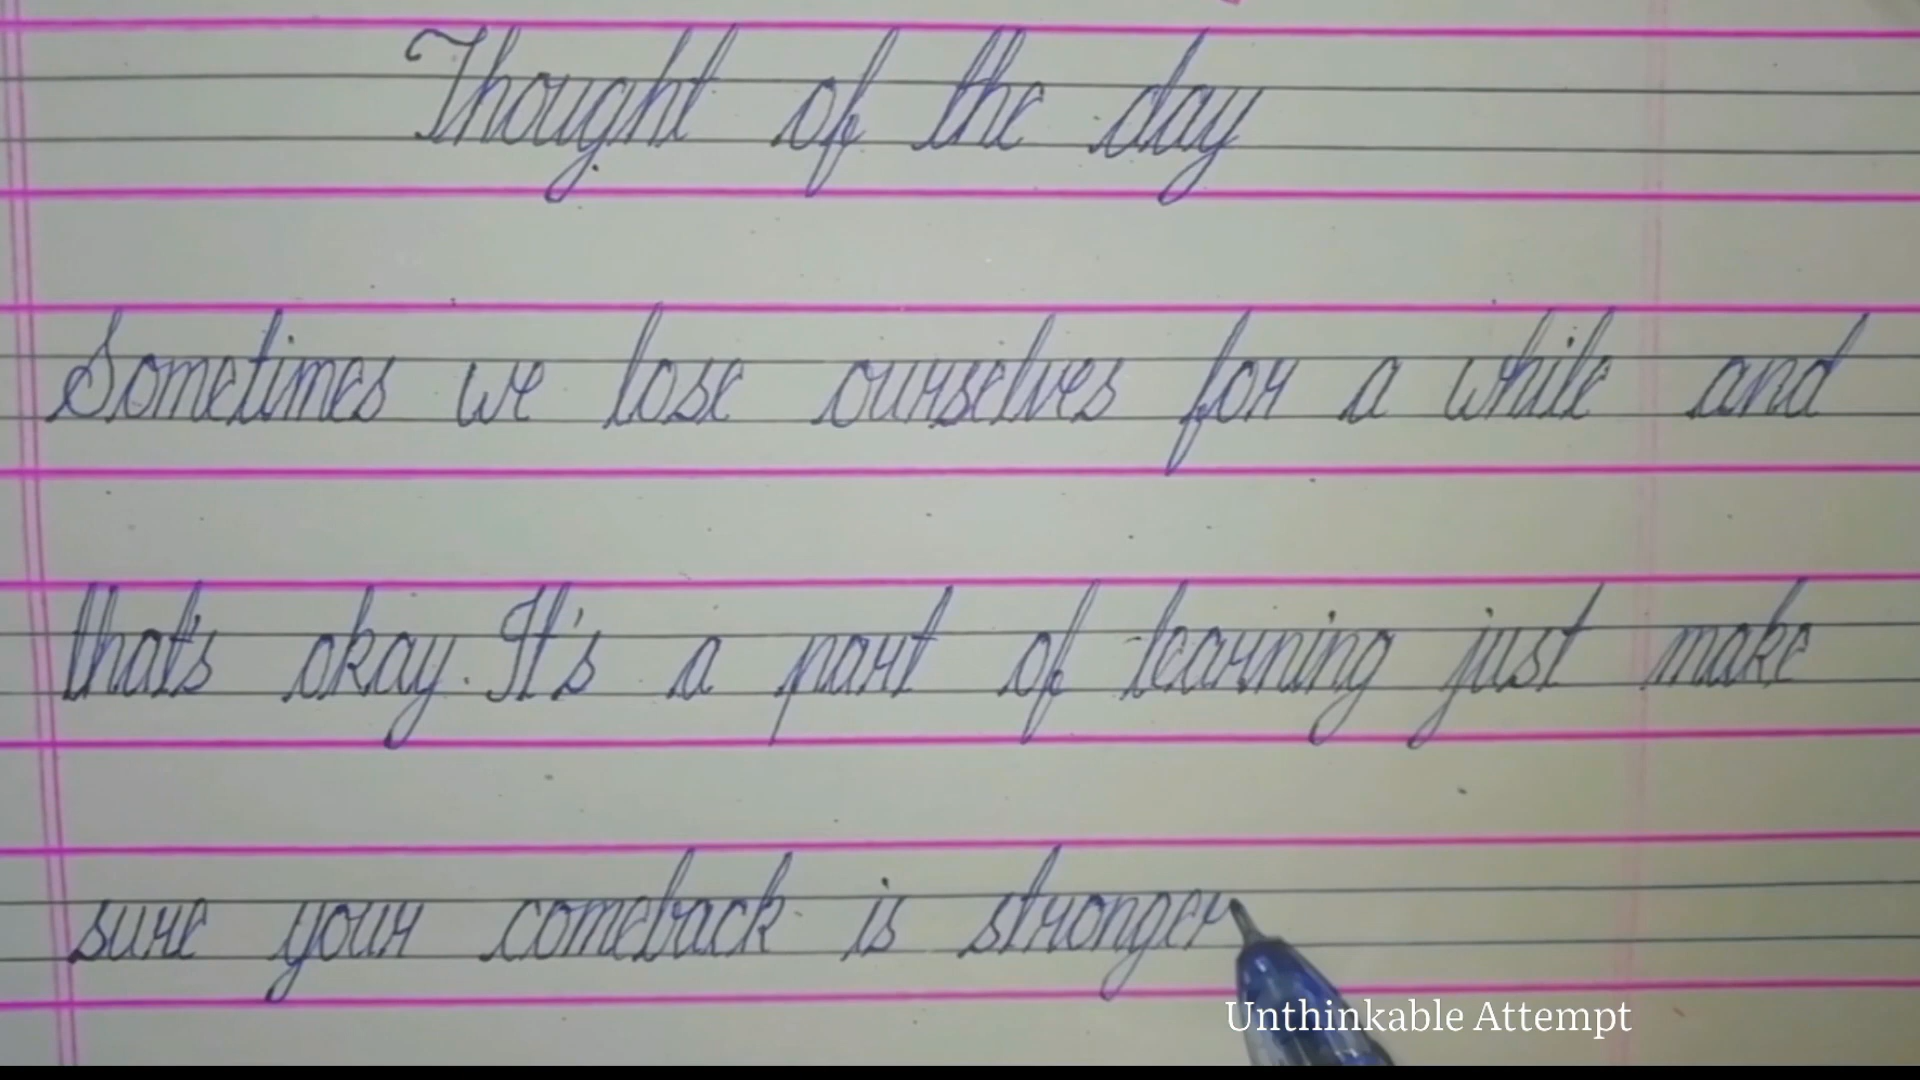 Thought of the day
Sometimes we lose ourselves for a while and
that's okay. It's a part of learning just make
sure your comeback is stronger
Unthinkable Attempt